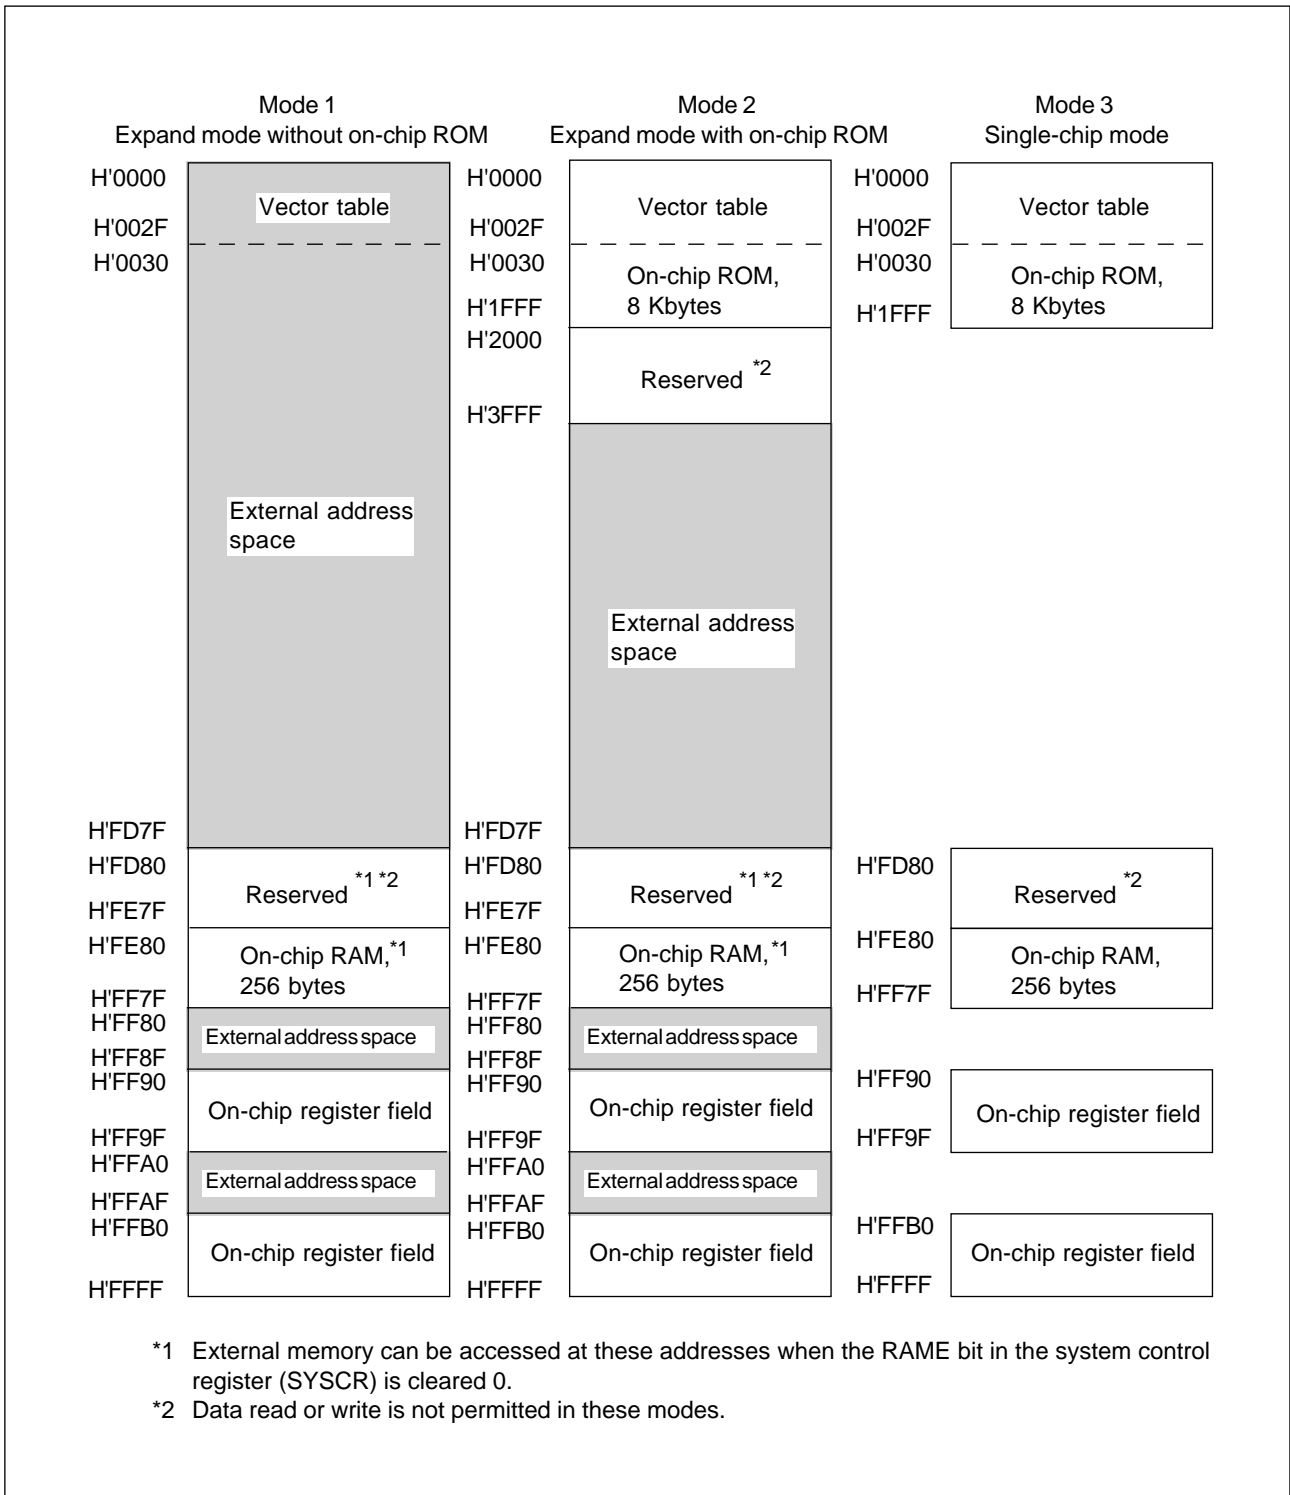 Mode 1
Expand mode without on-chip ROM
H'0000
Vector table
H'002F
H'0030
External address
space
H'FD7F
H'FD80
Reserved *1 *2
H'FE7F
H'FE80
On-chip RAM,*1
256 bytes
H'FF7F
H'FF80
External address space
H'FF8F
H'FF90
On-chip register field
H'FF9F
H'FFA0
External address space
H'FFAF
H'FFB0
On-chip register field
H'FFFF
Mode 2
Expand mode with on-chip ROM
H'0000
Vector table
H'002F
H'0030
On-chip ROM,
8 Kbytes
H'1FFF
H'2000
Reserved *2
H'3FFF
External address
space
H'FD7F
H'FD80
Reserved *1 *2
H'FE7F
H'FE80
On-chip RAM,*1
256 bytes
H'FF7F
H'FF80
External address space
H'FF8F
H'FF90
On-chip register field
H'FF9F
H'FFA0
External address space
H'FFAF
H'FFB0
On-chip register field
H'FFFF
Mode 3
Single-chip mode
H'0000
Vector table
H'002F
H'0030
On-chip ROM,
8 Kbytes
H'1FFF
H'FD80
Reserved *2
H'FE80
On-chip RAM,
256 bytes
H'FF7F
H'FF90
On-chip register field
H'FF9F
H'FFB0
On-chip register field
H'FFFF
*1 External memory can be accessed at these addresses when the RAME bit in the system control
register (SYSCR) is cleared 0.
*2 Data read or write is not permitted in these modes.